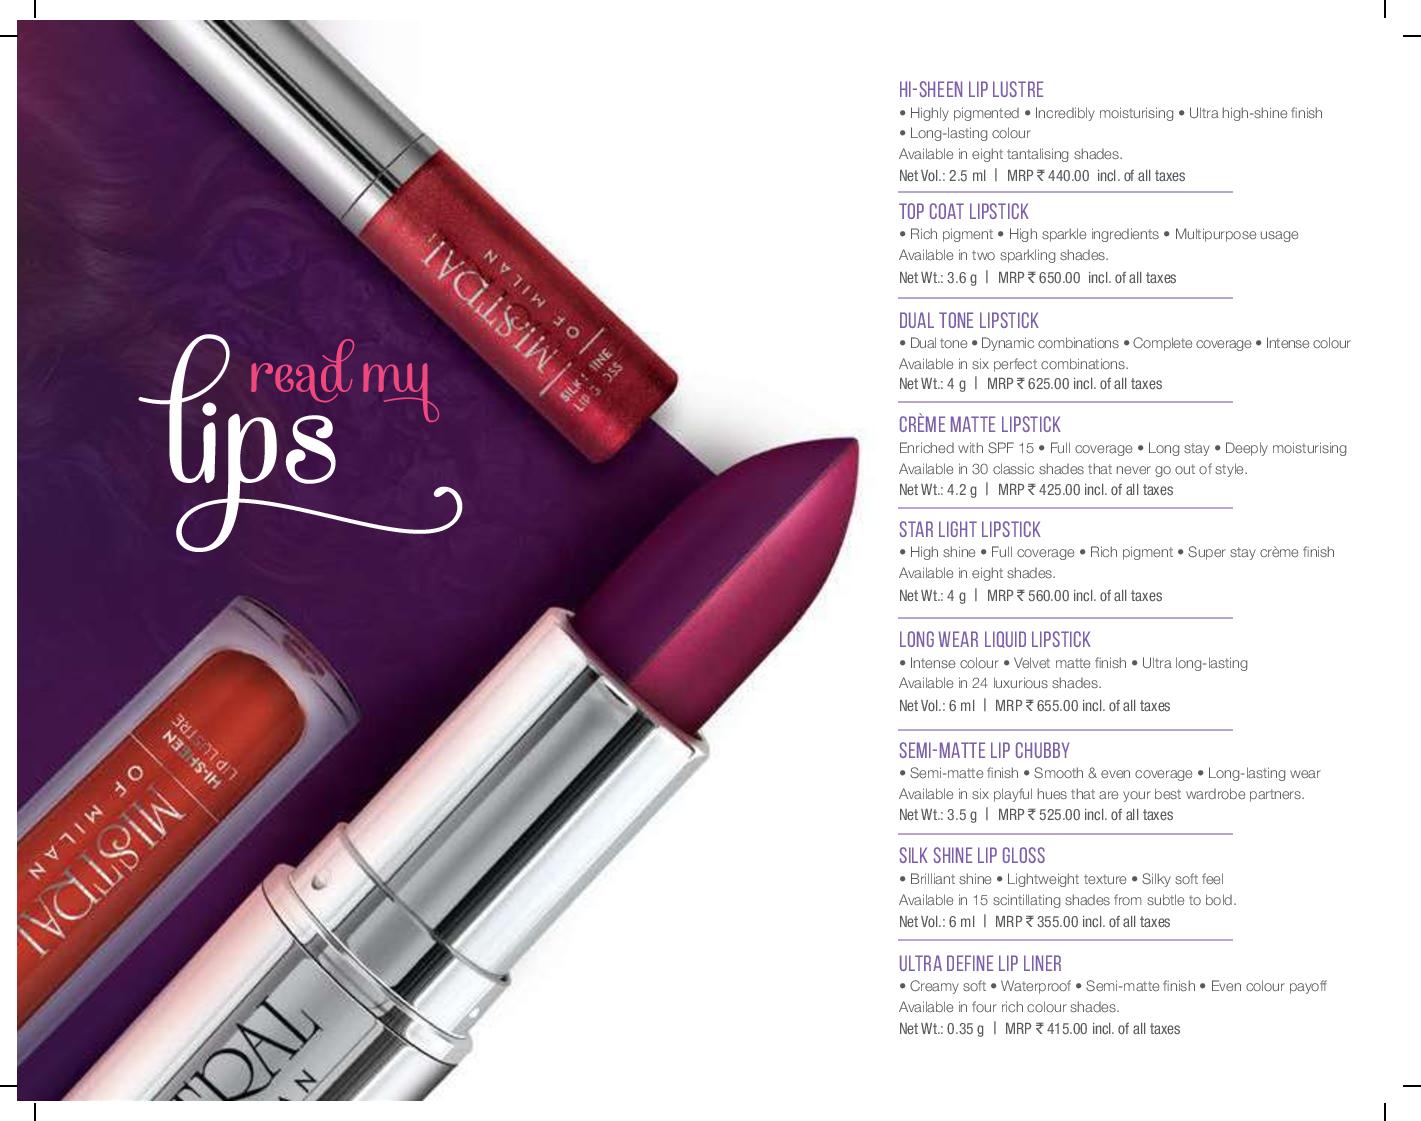 read my
lips
MISTRAL
OF MILAN
SILK SHINE
LIP GLOSS
HI-SHEEN
LIP LUSTRE
MISTRAL
OF MILAN
HI-SHEEN LIP LUSTRE
• Highly pigmented • Incredibly moisturising • Ultra high-shine finish
• Long-lasting colour
Available in eight tantalising shades.
Net Vol.: 2.5 ml | MRP ₹ 440.00 incl. of all taxes
TOP COAT LIPSTICK
• Rich pigment • High sparkle ingredients • Multipurpose usage
Available in two sparkling shades.
Net Wt.: 3.6 g | MRP ₹ 650.00 incl. of all taxes
DUAL TONE LIPSTICK
• Dual tone • Dynamic combinations • Complete coverage • Intense colour
Available in six perfect combinations.
Net Wt.: 4 g | MRP ₹ 625.00 incl. of all taxes
CRÈME MATTE LIPSTICK
Enriched with SPF 15 • Full coverage • Long stay • Deeply moisturising
Available in 30 classic shades that never go out of style.
Net Wt.: 4.2 g | MRP ₹ 425.00 incl. of all taxes
STAR LIGHT LIPSTICK
• High shine • Full coverage • Rich pigment • Super stay crème finish
Available in eight shades.
Net Wt.: 4 g | MRP ₹ 560.00 incl. of all taxes
LONG WEAR LIQUID LIPSTICK
• Intense colour • Velvet matte finish • Ultra long-lasting
Available in 24 luxurious shades.
Net Vol.: 6 ml | MRP ₹ 655.00 incl. of all taxes
SEMI-MATTE LIP CHUBBY
• Semi-matte finish • Smooth & even coverage • Long-lasting wear
Available in six playful hues that are your best wardrobe partners.
Net Wt.: 3.5 g | MRP ₹ 525.00 incl. of all taxes
SILK SHINE LIP GLOSS
• Brilliant shine • Lightweight texture • Silky soft feel
Available in 15 scintillating shades from subtle to bold.
Net Vol.: 6 ml | MRP ₹ 355.00 incl. of all taxes
ULTRA DEFINE LIP LINER
• Creamy soft • Waterproof • Semi-matte finish • Even colour payoff
Available in four rich colour shades.
Net Wt.: 0.35 g | MRP ₹ 415.00 incl. of all taxes